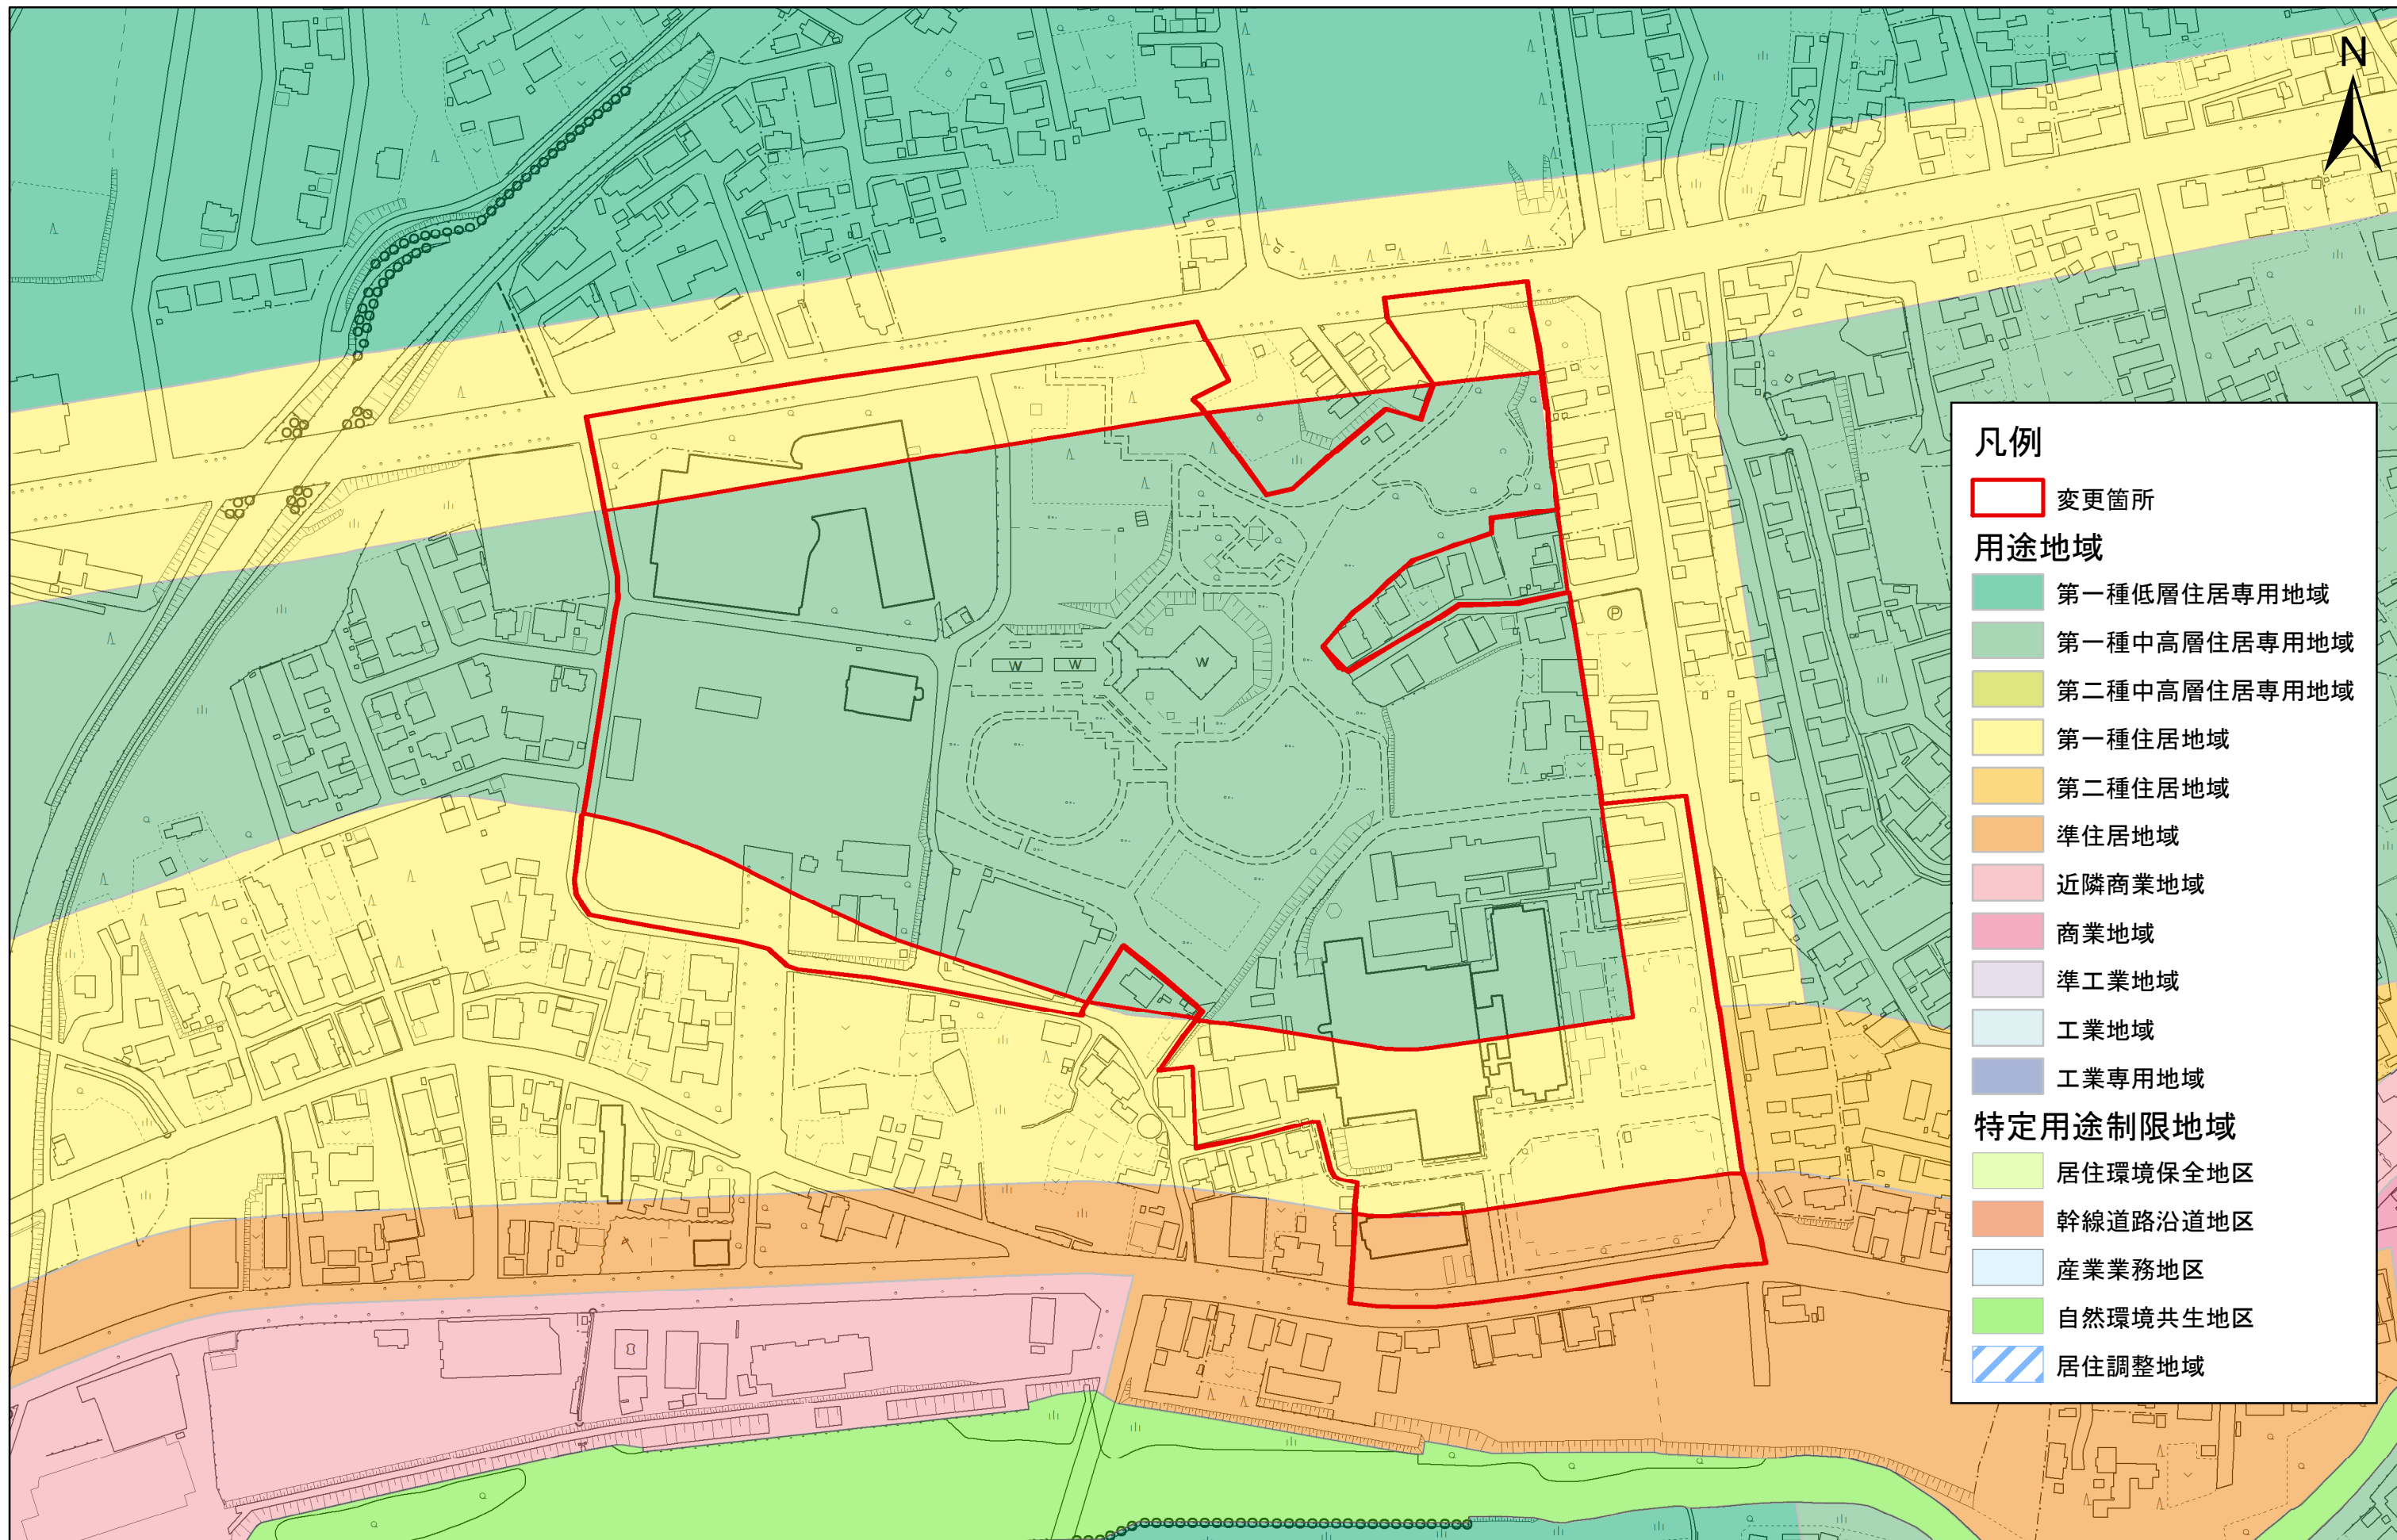 N
凡例
変更箇所
用途地域
第一種低層住居専用地域
第一種中高層住居専用地域
第二種中高層住居専用地域
第一種住居地域
第二種住居地域
準住居地域
近隣商業地域
商業地域
準工業地域
工業地域
工業専用地域
特定用途制限地域
居住環境保全地区
幹線道路沿道地区
産業業務地区
自然環境共生地区
居住調整地域
P
W W W